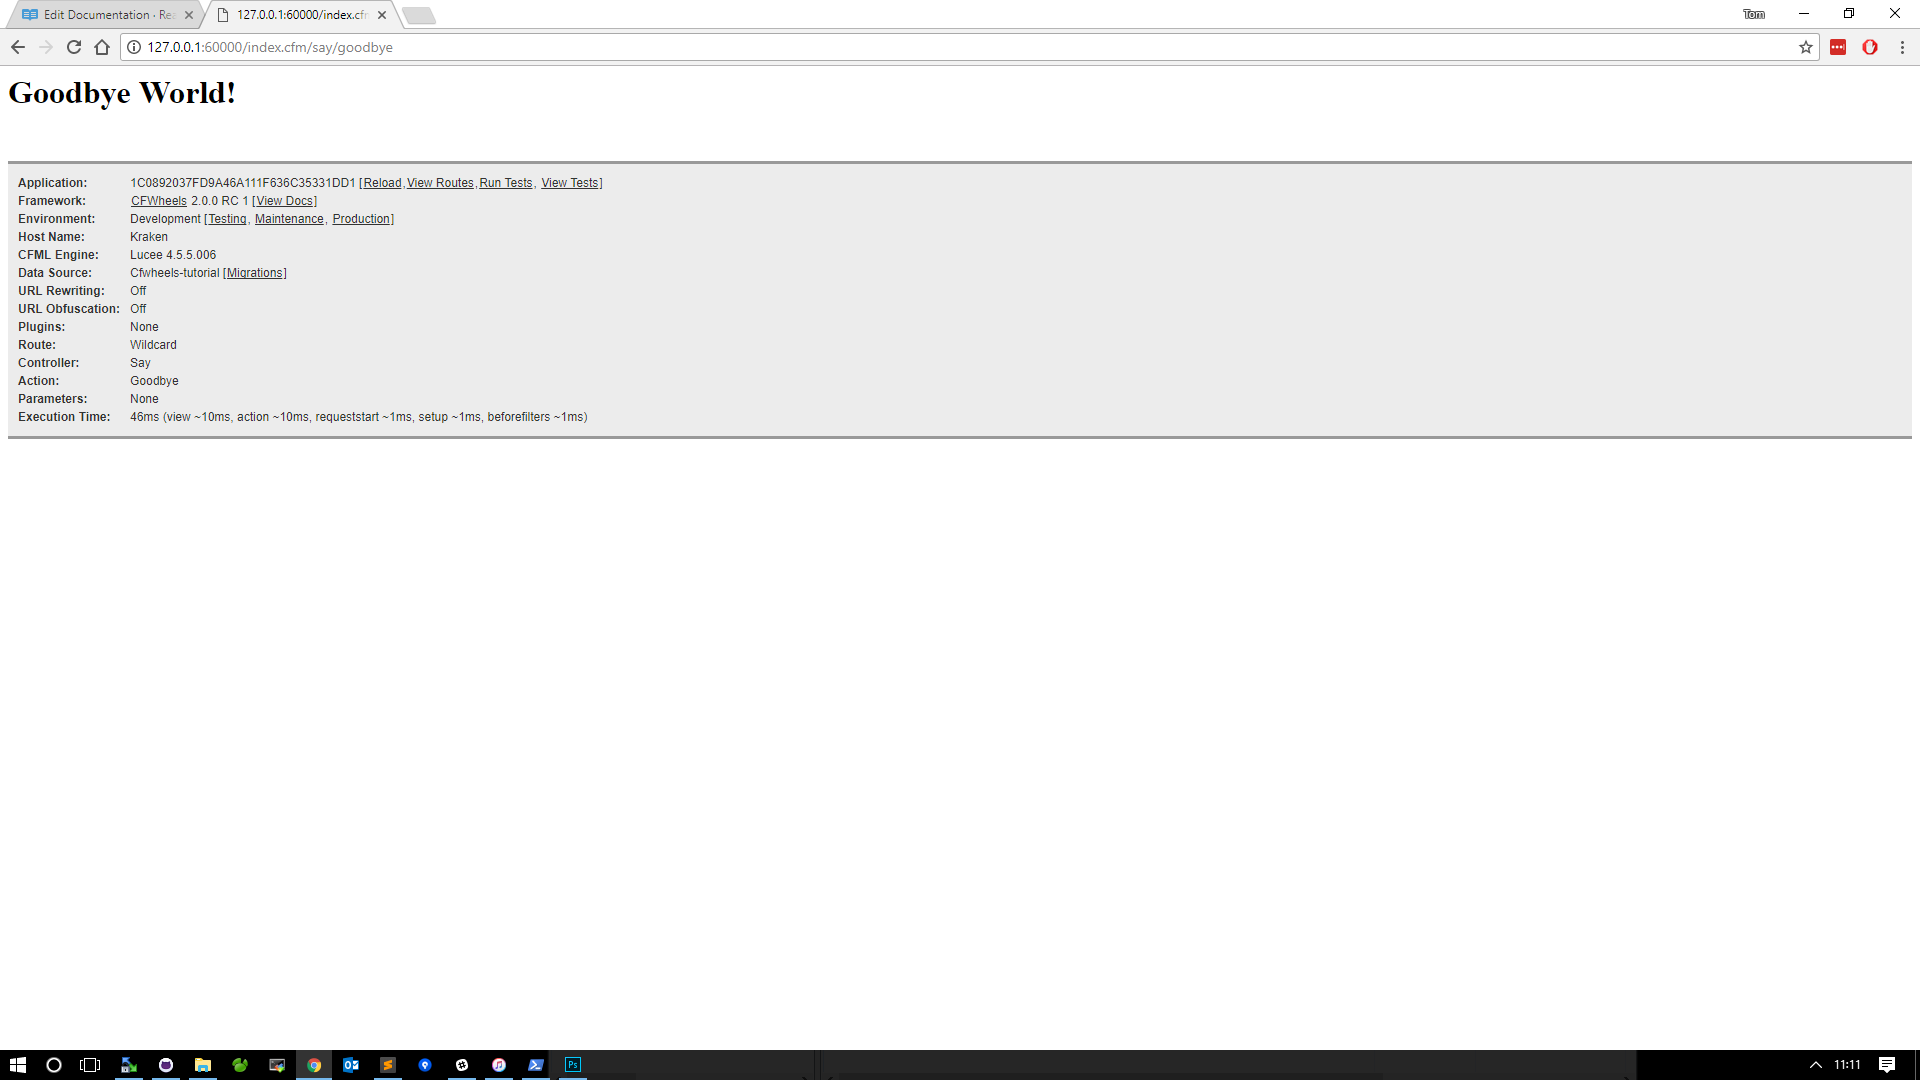 Edit Documentation · Rea
127.0.0.1:60000/index.cfm
Tom
127.0.0.1:60000/index.cfm/say/goodbye
Goodbye World!
Application: 1C0892037FD9A46A111F636C35331DD1 [Reload, View Routes, Run Tests, View Tests]
Framework: CFWheels 2.0.0 RC 1 [View Docs]
Environment: Development [Testing, Maintenance, Production]
Host Name: Kraken
CFML Engine: Lucee 4.5.5.006
Data Source: Cfwheels-tutorial [Migrations]
URL Rewriting: Off
URL Obfuscation: Off
Plugins: None
Route: Wildcard
Controller: Say
Action: Goodbye
Parameters: None
Execution Time: 46ms (view ~10ms, action ~10ms, requeststart ~1ms, setup ~1ms, beforefilters ~1ms)
Ps
11:11